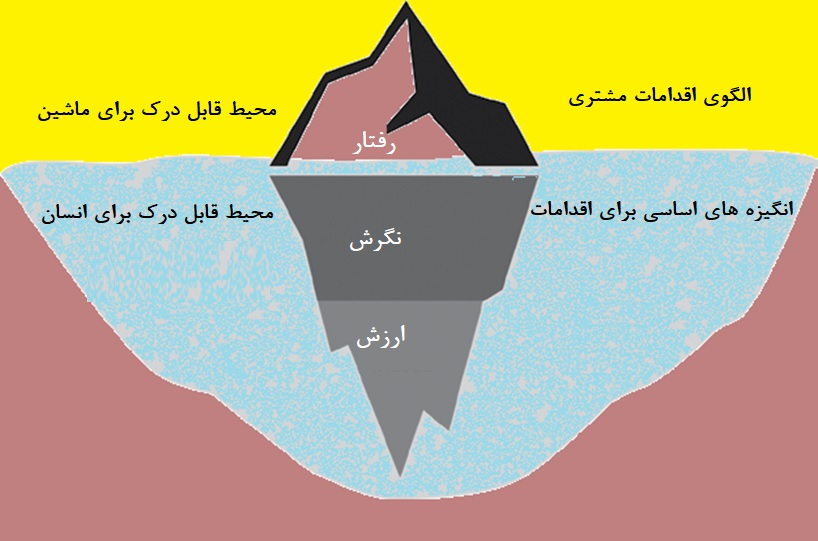 الگوی اقدامات مشتری
محیط قابل درک برای ماشین
رفتار
انگیزه های اساسی برای اقدامات
محیط قابل درک برای انسان
نگرش
ارزش